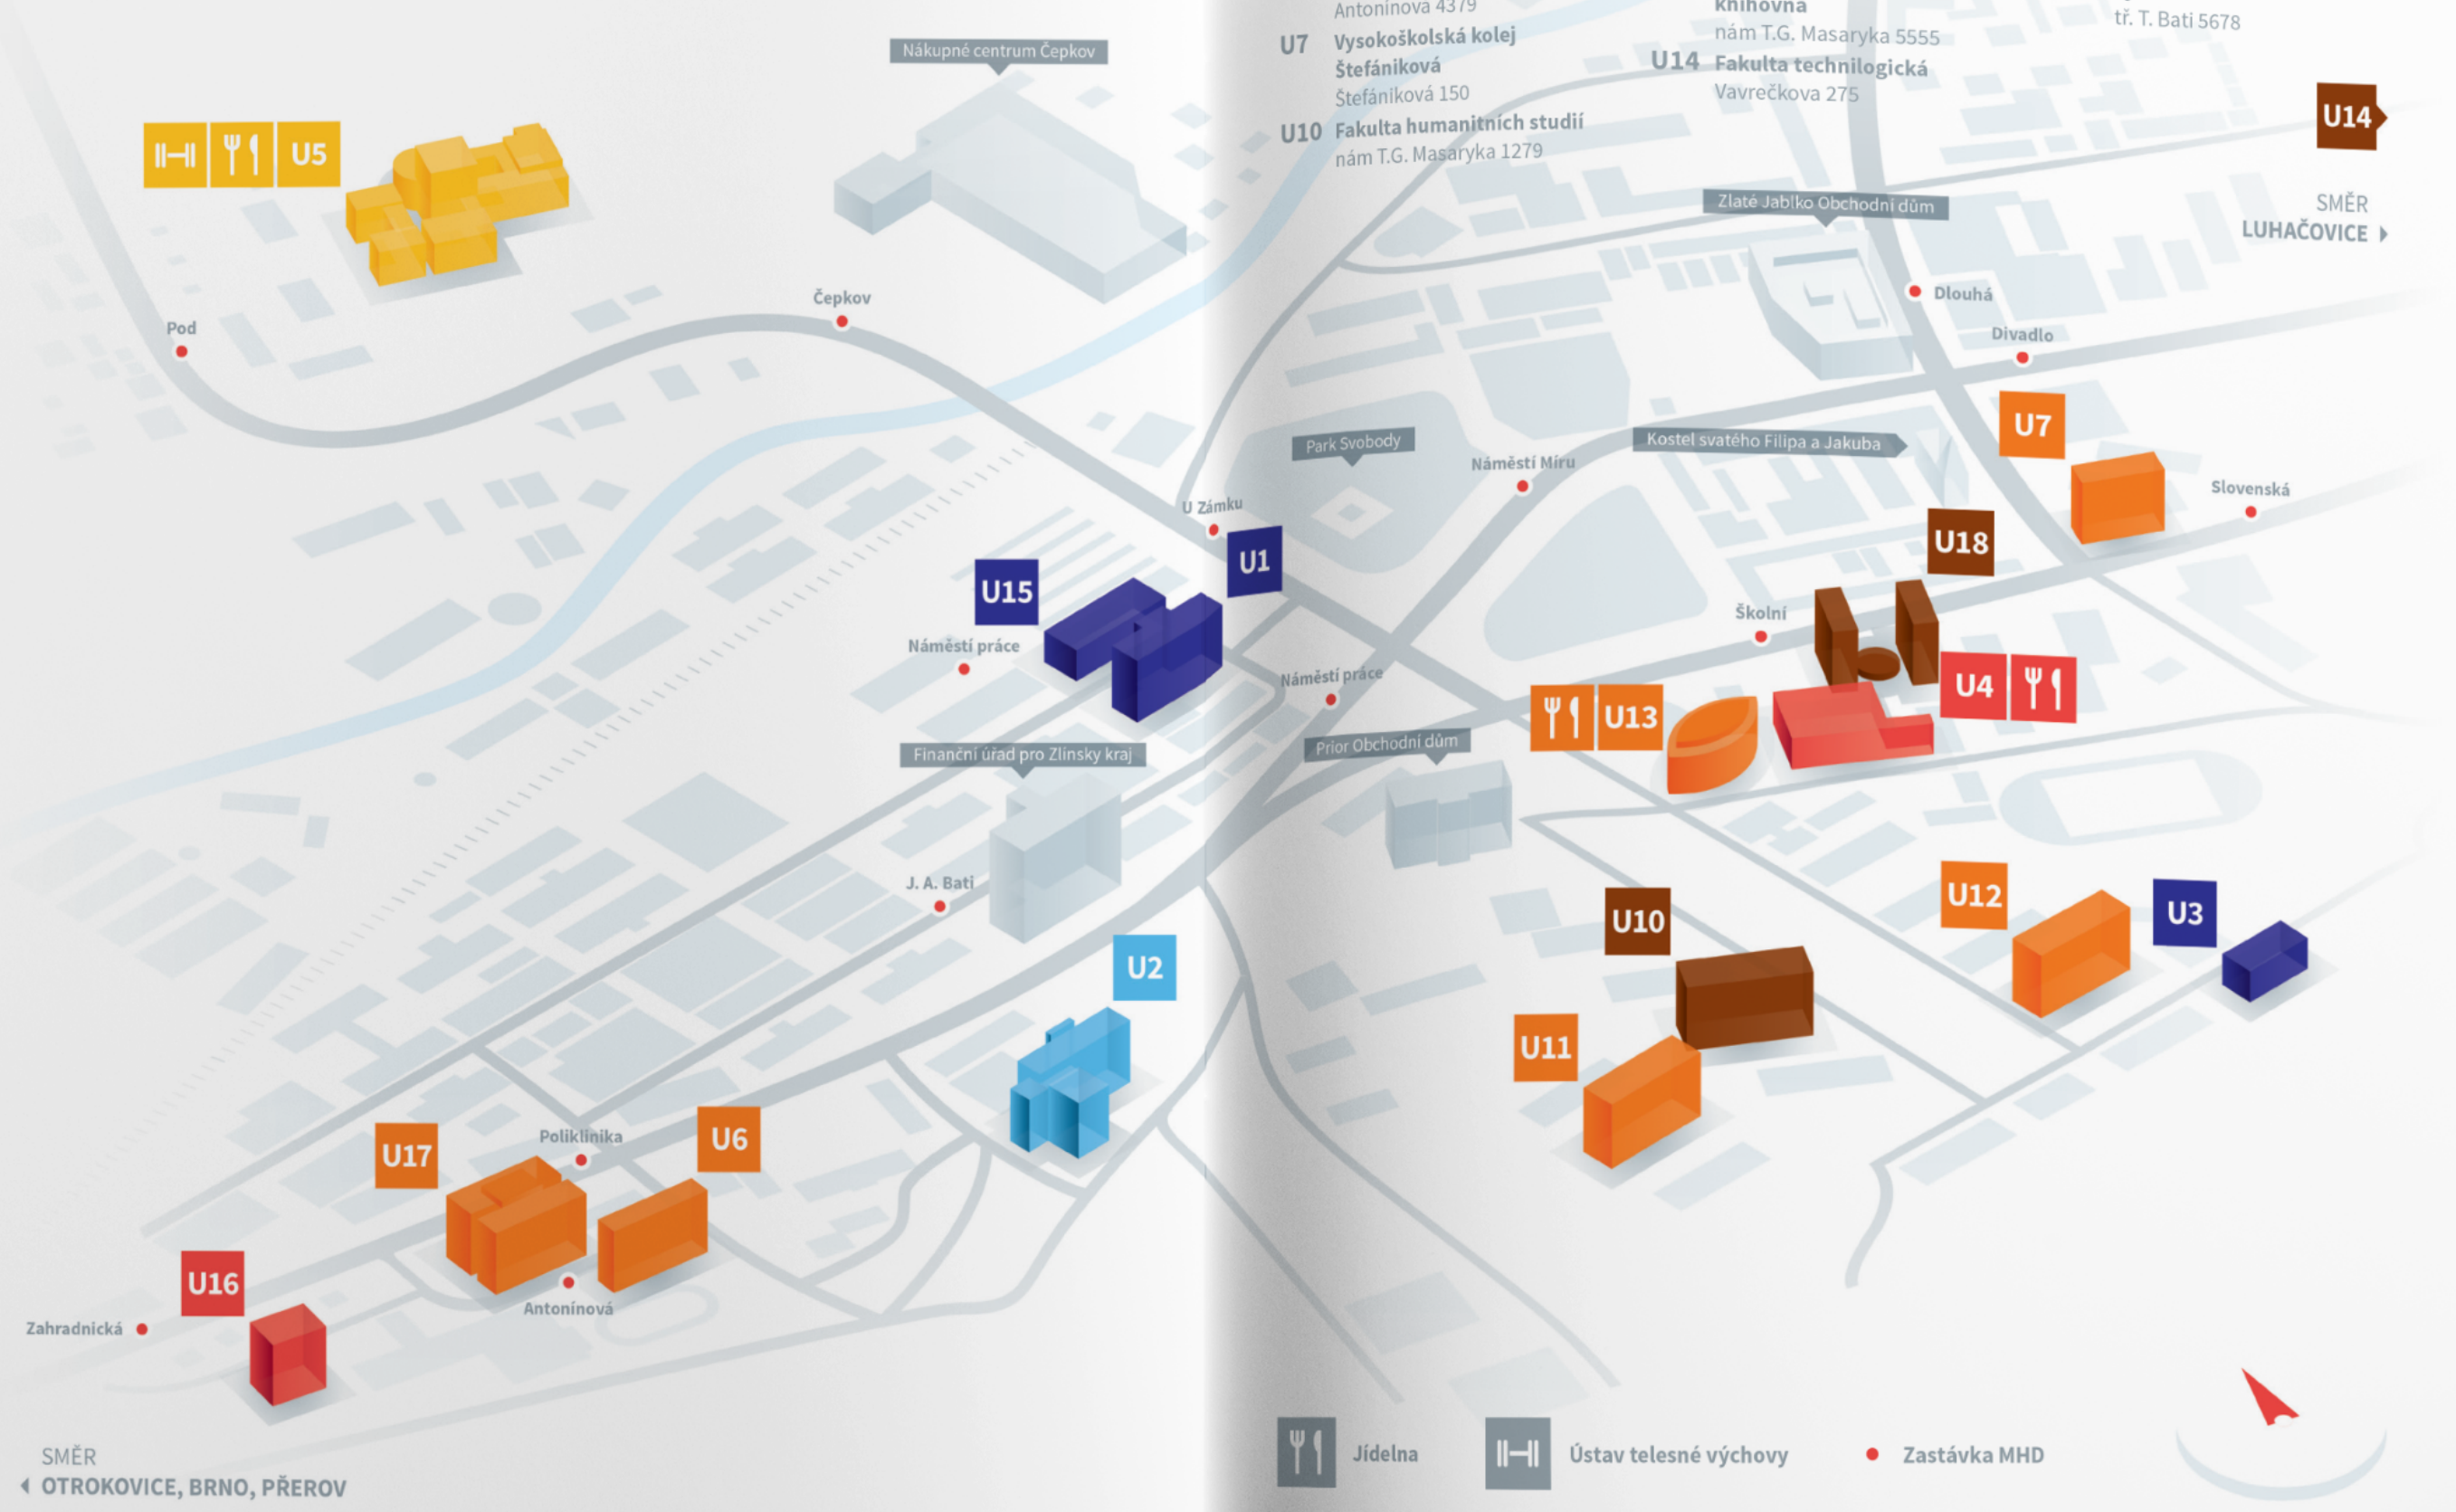 Antonínova 4379
U7 Vysokoškolská kolej
Štefániková
Štefániková 150
U10 Fakulta humanitních studií
nám T.G. Masaryka 1279
knihovna
nám T.G. Masaryka 5555
U14 Fakulta technilogická
Vavrečkova 275
tř. T. Bati 5678
Nákupné centrum Čepkov
U5
U14
SMĚR
LUHAČOVICE
Zlaté Jablko Obchodní dům
Čepkov
Dlouhá
Pod
Divadlo
U7
Park Svobody
Kostel svatého Filipa a Jakuba
Náměstí Míru
Slovenská
U Zámku
U18
U1
U15
Školní
Náměstí práce
Náměstí práce
U4
U13
Finanční úřad pro Zlínsky kraj
Prior Obchodní dům
J. A. Bati
U12
U3
U10
U2
U11
U17
Poliklinika
U6
U16
Antonínová
Zahradnická
SMĚR
OTROKOVICE, BRNO, PŘEROV
Jídelna
Ústav telesné výchovy
Zastávka MHD